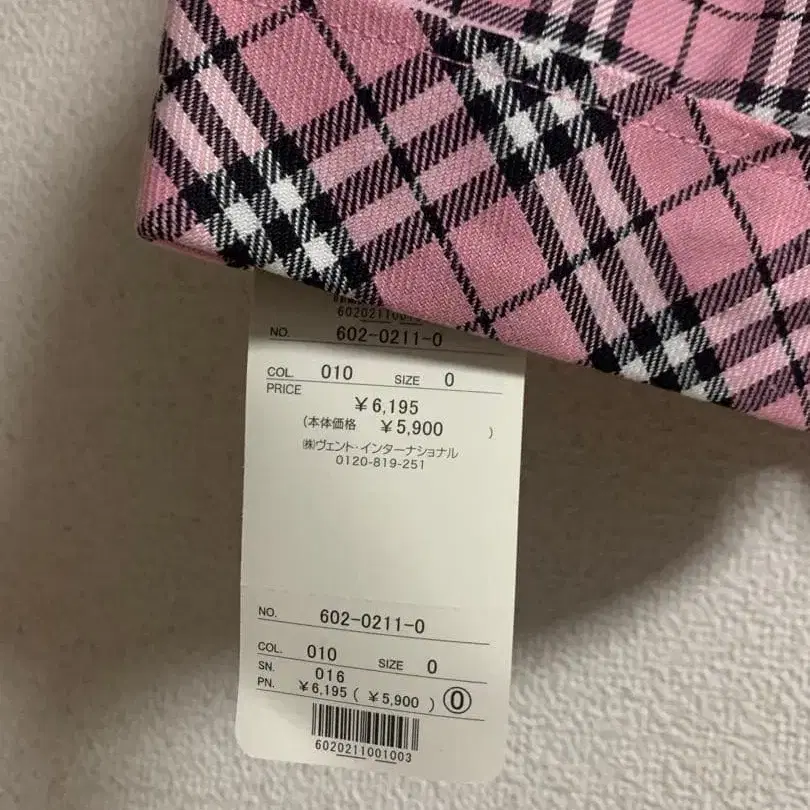 6020211001003
NO. 602-0211-0
COL. 010 SIZE 0
PRICE
¥6,195
(本体価格 ¥5,900 )
㈱ヴェント・インターナショナル
0120-819-251
NO. 602-0211-0
COL. 010 SIZE 0
SN. 016
PN. ¥6,195 ( ¥5,900 ) ⓪
6020211001003